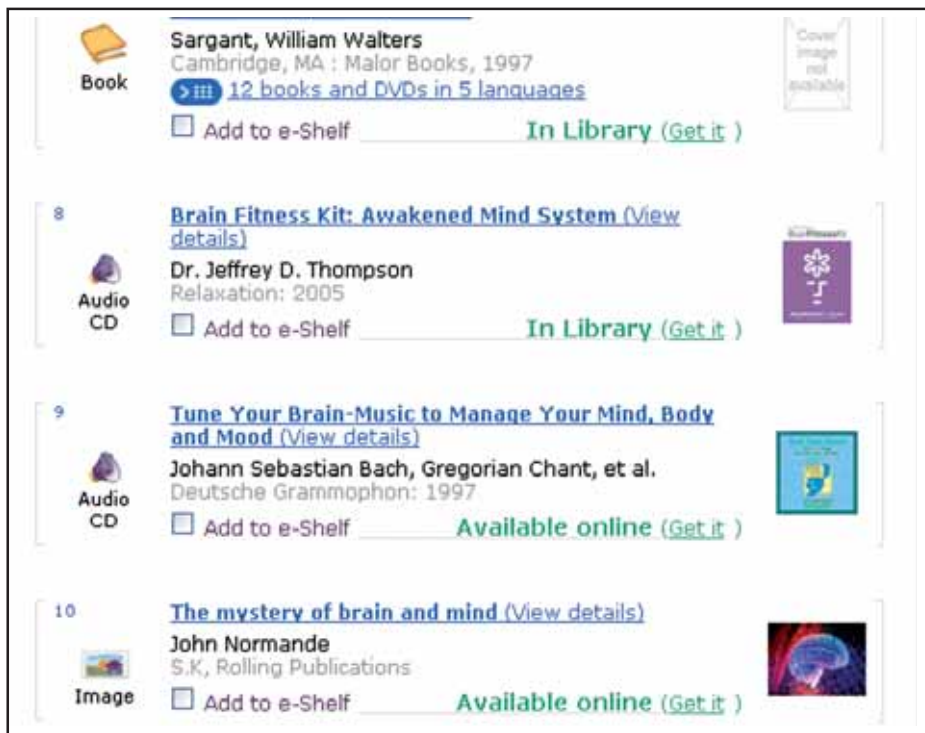 Sargant, William Walters
Cambridge, MA : Malor Books, 1997
Book
12 books and DVDs in 5 languages
Add to e-Shelf In Library (Get it )
Cover
image
not
available
8
Brain Fitness Kit: Awakened Mind System (View
details)
Dr. Jeffrey D. Thompson
Relaxation: 2005
Audio
CD
Add to e-Shelf In Library (Get it )
9
Tune Your Brain-Music to Manage Your Mind, Body
and Mood (View details)
Johann Sebastian Bach, Gregorian Chant, et al.
Deutsche Grammophon: 1997
Audio
CD
Add to e-Shelf Available online (Get it )
10
The mystery of brain and mind (View details)
John Normande
S.K, Rolling Publications
Image
Add to e-Shelf Available online (Get it )